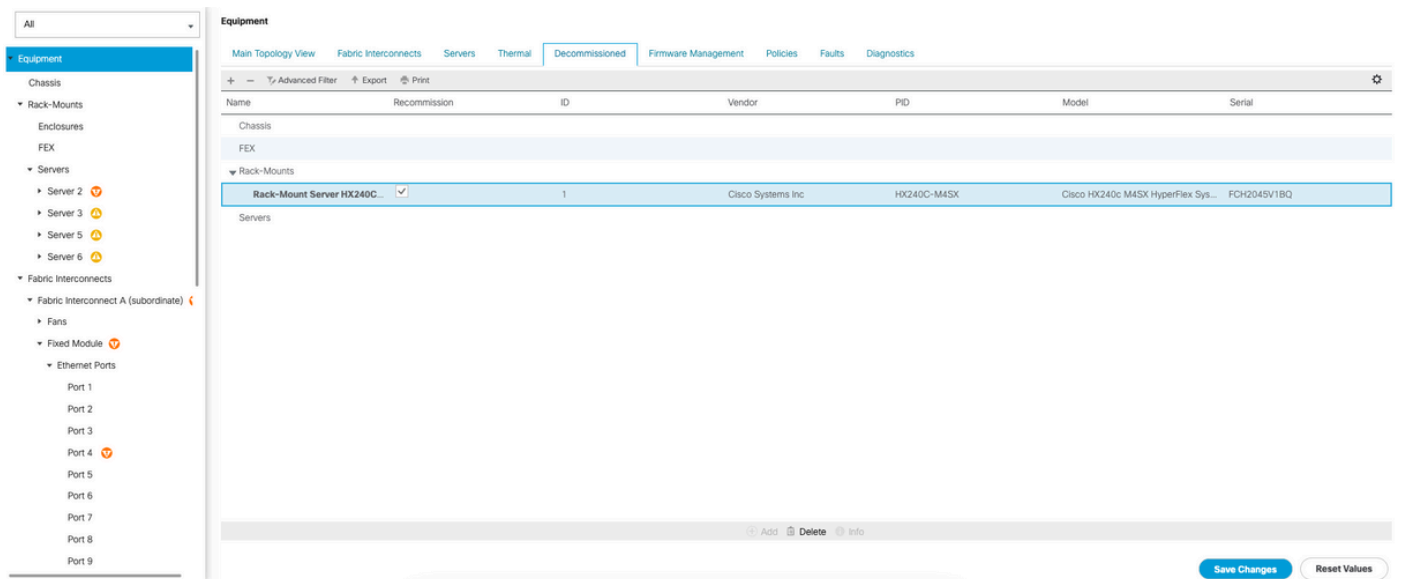 All
Equipment
Chassis
Rack-Mounts
Enclosures
FEX
Servers
Server 2
Server 3
Server 5
Server 6
Fabric Interconnects
Fabric Interconnect A (subordinate)
Fans
Fixed Module
Ethernet Ports
Port 1
Port 2
Port 3
Port 4
Port 5
Port 6
Port 7
Port 8
Port 9
Equipment
Main Topology View Fabric Interconnects Servers Thermal Decommissioned Firmware Management Policies Faults Diagnostics
+ − Advanced Filter Export Print
Name Recommission ID Vendor PID Model Serial
Chassis
FEX
Rack-Mounts
Rack-Mount Server HX240C... 1 Cisco Systems Inc HX240C-M4SX Cisco HX240c M4SX HyperFlex Sys... FCH2045V1BQ
Servers
Add Delete Info
Save Changes Reset Values